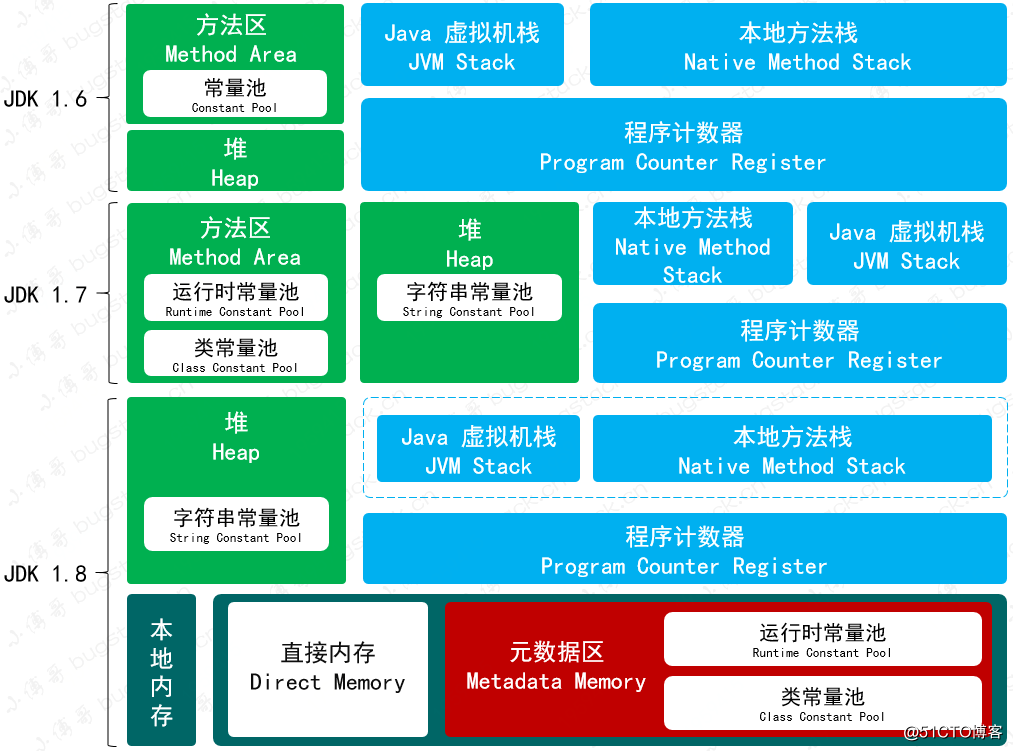 JDK 1.6
方法区
Method Area
常量池
Constant Pool
堆
Heap
Java 虚拟机栈
JVM Stack
本地方法栈
Native Method Stack
程序计数器
Program Counter Register
JDK 1.7
方法区
Method Area
运行时常量池
Runtime Constant Pool
类常量池
Class Constant Pool
堆
Heap
字符串常量池
String Constant Pool
本地方法栈
Native Method
Stack
Java 虚拟机栈
JVM Stack
程序计数器
Program Counter Register
JDK 1.8
堆
Heap
字符串常量池
String Constant Pool
Java 虚拟机栈
JVM Stack
本地方法栈
Native Method Stack
程序计数器
Program Counter Register
本
地
内
存
直接内存
Direct Memory
元数据区
Metadata Memory
运行时常量池
Runtime Constant Pool
类常量池
Class Constant Pool
@51CTO博客